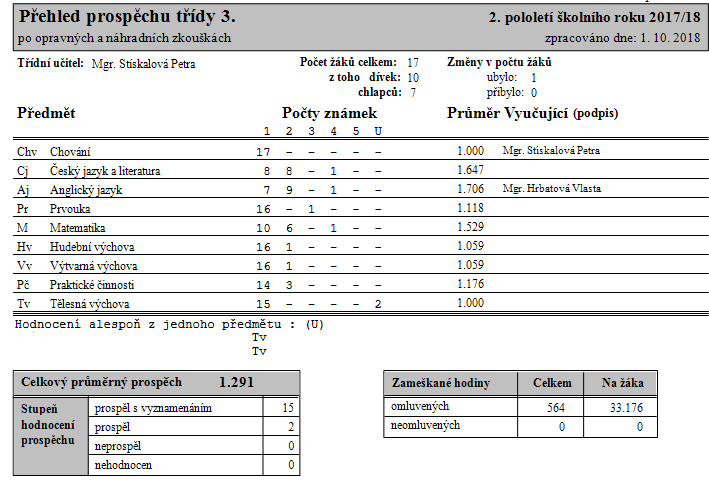 Přehled prospěchu třídy 3. 2. pololetí školního roku 2017/18
po opravných a náhradních zkouškách zpracováno dne: 1. 10. 2018
Třídní učitel: Mgr. Stískalová Petra Počet žáků celkem: 17 Změny v počtu žáků
z toho dívek: 10 ubylo: 1
chlapců: 7 přibylo: 0
Předmět Počty známek Průměr Vyučující (podpis)
1 2 3 4 5 U
Chv Chování 17 – – – – – 1.000 Mgr. Stískalová Petra
Cj Český jazyk a literatura 8 8 – 1 – – 1.647
Aj Anglický jazyk 7 9 – 1 – – 1.706 Mgr. Hrbatová Vlasta
Pr Prvouka 16 – 1 – – – 1.118
M Matematika 10 6 – 1 – – 1.529
Hv Hudební výchova 16 1 – – – – 1.059
Vv Výtvarná výchova 16 1 – – – – 1.059
Pč Praktické činnosti 14 3 – – – – 1.176
Tv Tělesná výchova 15 – – – – 2 1.000
Hodnocení alespoň z jednoho předmětu : (U)
Tv
Tv
Celkový průměrný prospěch 1.291 Zameškané hodiny Celkem Na žáka
Stupeň hodnocení prospěchu prospěl s vyznamenáním 15 omluvených 564 33.176
prospěl 2 neomluvených 0 0
neprospěl 0
nehodnocen 0